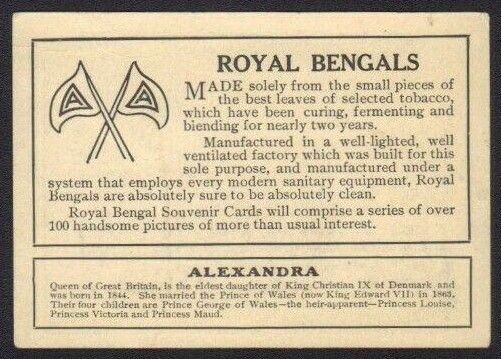 ROYAL BENGALS
MADE solely from the small pieces of
the best leaves of selected tobacco,
which have been curing, fermenting and
blending for nearly two years.
Manufactured in a well-lighted, well
ventilated factory which was built for this
sole purpose, and manufactured under a
system that employs every modern sanitary equipment, Royal
Bengals are absolutely sure to be absolutely clean.
Royal Bengal Souvenir Cards will comprise a series of over
100 handsome pictures of more than usual interest.
ALEXANDRA
Queen of Great Britain, is the eldest daughter of King Christian IX of Denmark and
was born in 1844. She married the Prince of Wales (now King Edward VII) in 1863.
Their four children are Prince George of Wales—the heir-apparent—Princess Louise,
Princess Victoria and Princess Maud.